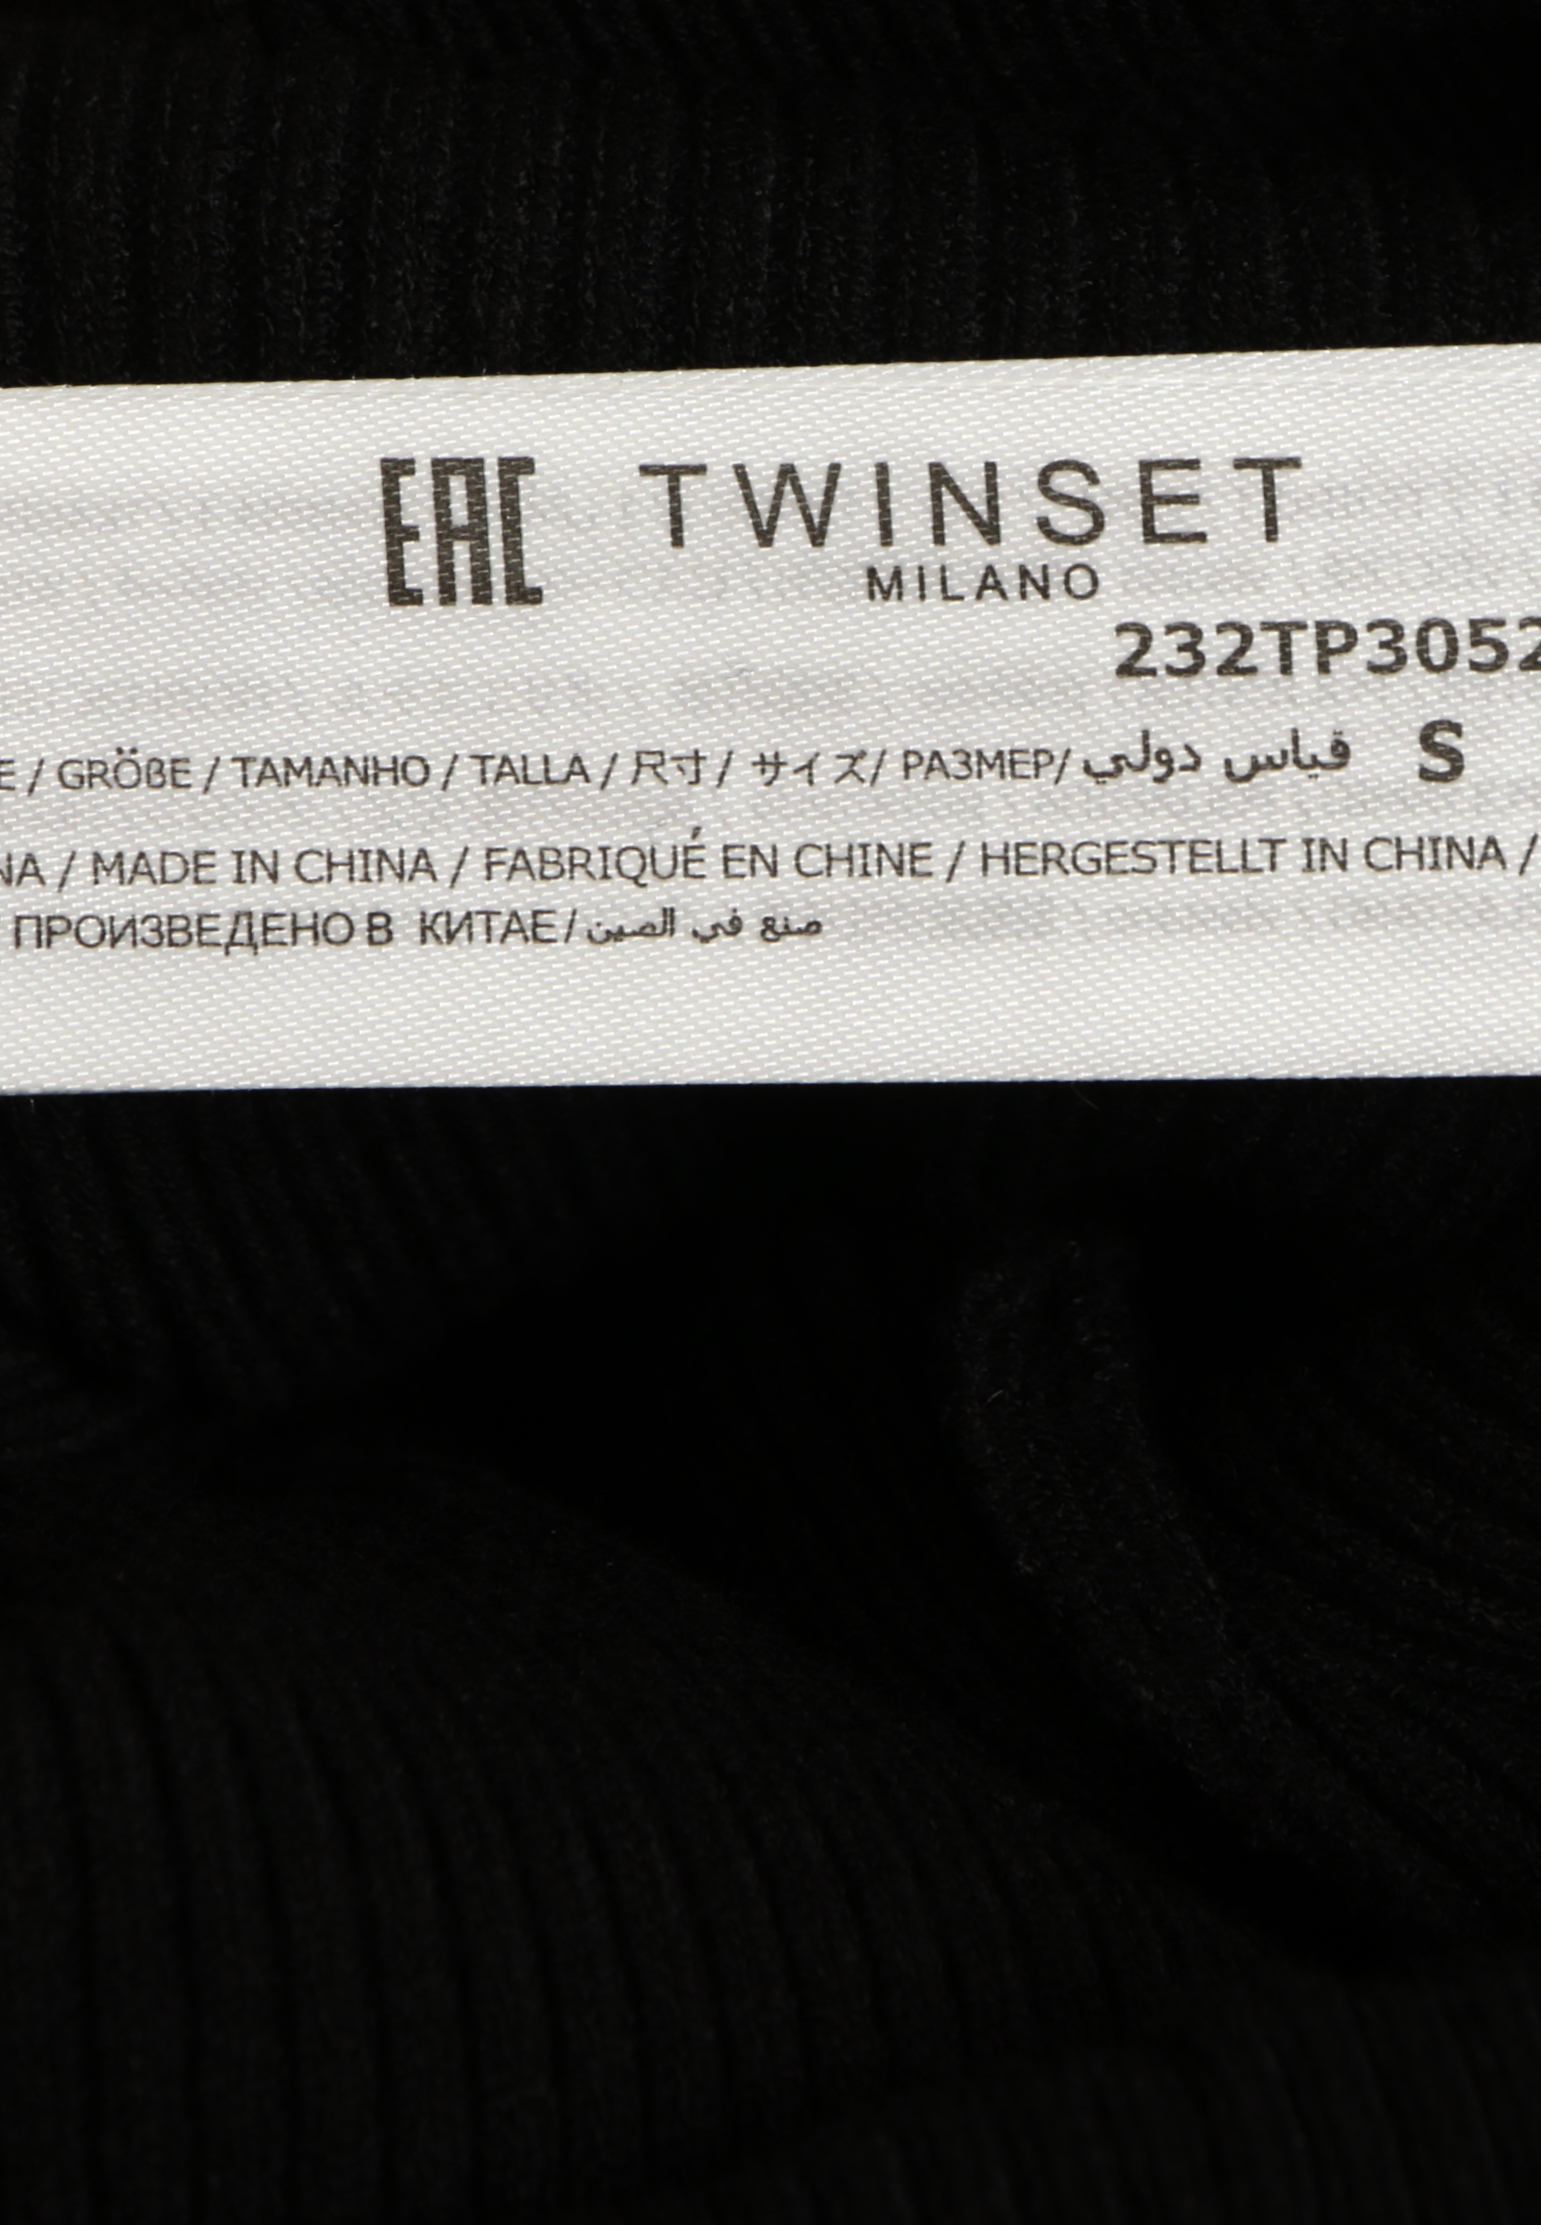 EAC TWINSET
MILANO
232TP3052
E / GRÖßE / TAMANHO / TALLA / 尺寸 / サイズ/ РАЗМЕР/ قياس دولي S
NA / MADE IN CHINA / FABRIQUÉ EN CHINE / HERGESTELLT IN CHINA /
ПРОИЗВЕДЕНО В КИТАЕ/ صنع في الصين